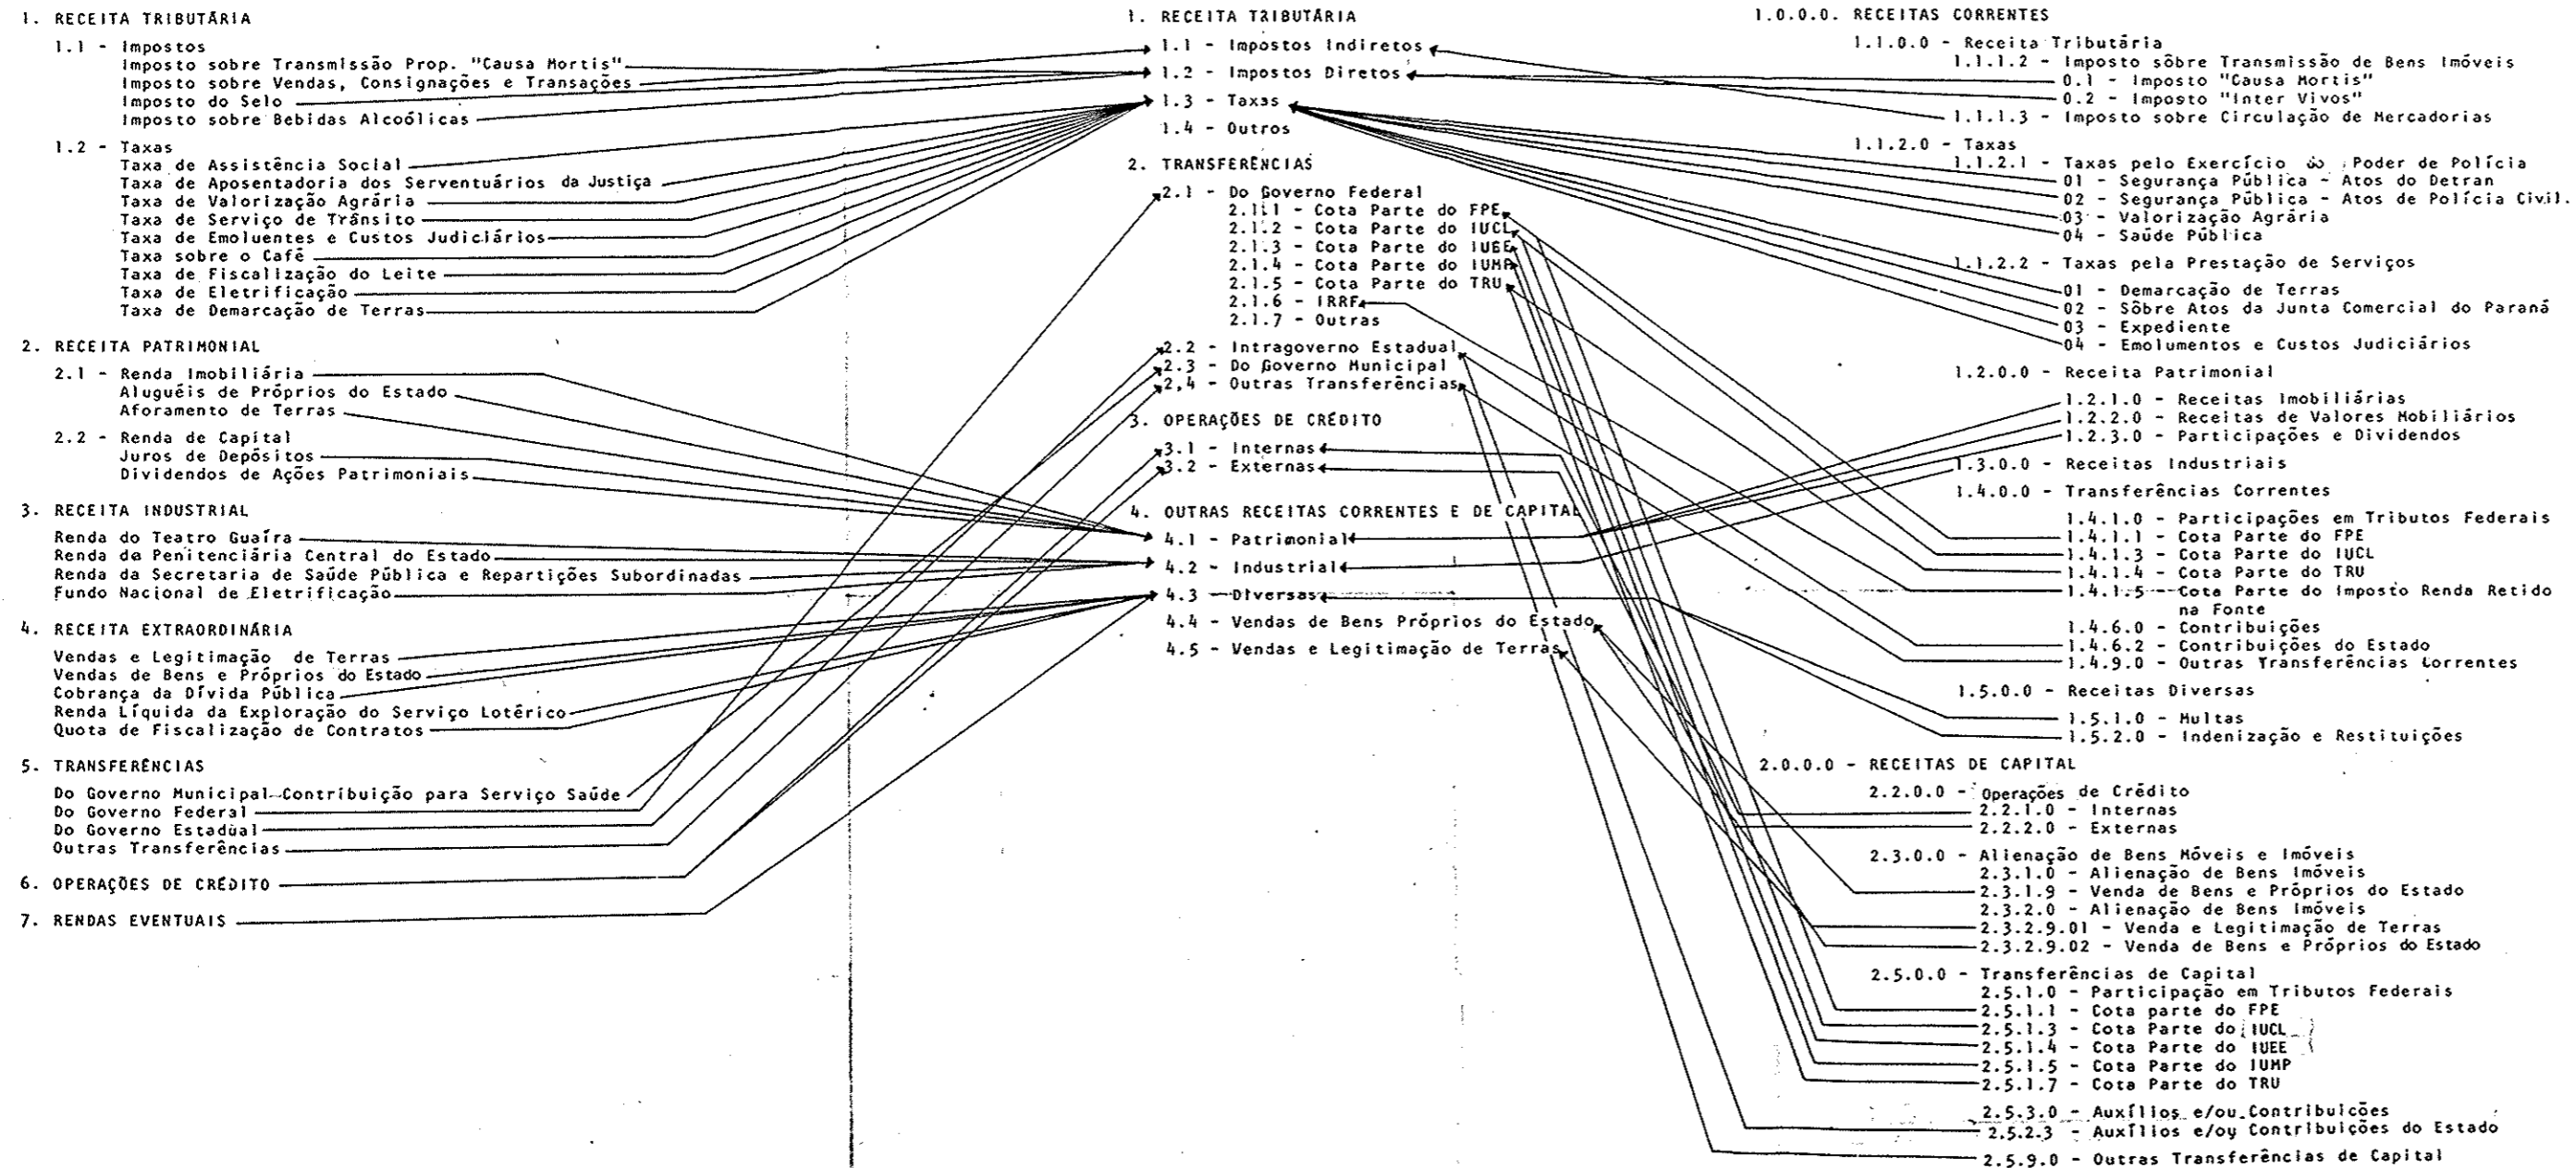 1. RECEITA TRIBUTÁRIA
1.1 - Impostos
Imposto sobre Transmissão Prop. "Causa Mortis"
Imposto sobre Vendas, Consignações e Transações
Imposto do Selo
Imposto sobre Bebidas Alcoólicas
1.2 - Taxas
Taxa de Assistência Social
Taxa de Aposentadoria dos Serventuários da Justiça
Taxa de Valorização Agrária
Taxa de Serviço de Trânsito
Taxa de Emoluentes e Custos Judiciários
Taxa sobre o Café
Taxa de Fiscalização do Leite
Taxa de Eletrificação
Taxa de Demarcação de Terras
2. RECEITA PATRIMONIAL
2.1 - Renda Imobiliária
Aluguéis de Próprios do Estado
Aforamento de Terras
2.2 - Renda de Capital
Juros de Depósitos
Dividendos de Ações Patrimoniais
3. RECEITA INDUSTRIAL
Renda do Teatro Guaíra
Renda da Penitenciária Central do Estado
Renda da Secretaria de Saúde Pública e Repartições Subordinadas
Fundo Nacional de Eletrificação
4. RECEITA EXTRAORDINÁRIA
Vendas e Legitimação de Terras
Vendas de Bens e Próprios do Estado
Cobrança da Dívida Pública
Renda Líquida da Exploração do Serviço Lotérico
Quota de Fiscalização de Contratos
5. TRANSFERÊNCIAS
Do Governo Municipal-Contribuição para Serviço Saúde
Do Governo Federal
Do Governo Estadual
Outras Transferências
6. OPERAÇÕES DE CRÉDITO
7. RENDAS EVENTUAIS
1. RECEITA TRIBUTÁRIA
1.1 - Impostos Indiretos
1.2 - Impostos Diretos
1.3 - Taxas
1.4 - Outros
2. TRANSFERÊNCIAS
2.1 - Do Governo Federal
2.1.1 - Cota Parte do FPE
2.1.2 - Cota Parte do IUCL
2.1.3 - Cota Parte do IUEE
2.1.4 - Cota Parte do IUMP
2.1.5 - Cota Parte do TRU
2.1.6 - IRRF
2.1.7 - Outras
2.2 - Intragoverno Estadual
2.3 - Do Governo Municipal
2,4 - Outras Transferências
3. OPERAÇÕES DE CRÉDITO
3.1 - Internas
3.2 - Externas
4. OUTRAS RECEITAS CORRENTES E DE CAPITAL
4.1 - Patrimonial
4.2 - Industrial
4.3 - Diversas
4.4 - Vendas de Bens Próprios do Estado
4.5 - Vendas e Legitimação de Terras
1.0.0.0. RECEITAS CORRENTES
1.1.0.0 - Receita Tributária
1.1.1.2 - Imposto sôbre Transmissão de Bens Imóveis
0.1 - Imposto "Causa Mortis"
0.2 - Imposto "Inter Vivos"
1.1.1.3 - Imposto sobre Circulação de Mercadorias
1.1.2.0 - Taxas
1.1.2.1 - Taxas pelo Exercício do Poder de Polícia
01 - Segurança Pública - Atos do Detran
02 - Segurança Pública - Atos de Polícia Civil.
03 - Valorização Agrária
04 - Saúde Pública
1.1.2.2 - Taxas pela Prestação de Serviços
01 - Demarcação de Terras
02 - Sôbre Atos da Junta Comercial do Paraná
03 - Expediente
04 - Emolumentos e Custos Judiciários
1.2.0.0 - Receita Patrimonial
1.2.1.0 - Receitas Imobiliárias
1.2.2.0 - Receitas de Valores Mobiliários
1.2.3.0 - Participações e Dividendos
1.3.0.0 - Receitas Industriais
1.4.0.0 - Transferências Correntes
1.4.1.0 - Participações em Tributos Federais
1.4.1.1 - Cota Parte do FPE
1.4.1.3 - Cota Parte do IUCL
1.4.1.4 - Cota Parte do TRU
1.4.1.5 - Cota Parte do Imposto Renda Retido
na Fonte
1.4.6.0 - Contribuições
1.4.6.2 - Contribuições do Estado
1.4.9.0 - Outras Transferências Correntes
1.5.0.0 - Receitas Diversas
1.5.1.0 - Multas
1.5.2.0 - Indenização e Restituições
2.0.0.0 - RECEITAS DE CAPITAL
2.2.0.0 - Operações de Crédito
2.2.1.0 - Internas
2.2.2.0 - Externas
2.3.0.0 - Alienação de Bens Móveis e Imóveis
2.3.1.0 - Alienação de Bens Imóveis
2.3.1.9 - Venda de Bens e Próprios do Estado
2.3.2.0 - Alienação de Bens Imóveis
2.3.2.9.01 - Venda e Legitimação de Terras
2.3.2.9.02 - Venda de Bens e Próprios do Estado
2.5.0.0 - Transferências de Capital
2.5.1.0 - Participação em Tributos Federais
2.5.1.1 - Cota parte do FPE
2.5.1.3 - Cota Parte do IUCL
2.5.1.4 - Cota Parte do IUEE
2.5.1.5 - Cota Parte do IUMP
2.5.1.7 - Cota Parte do TRU
2.5.3.0 - Auxílios e/ou Contribuições
2.5.2.3 - Auxílios e/ou Contribuições do Estado
2.5.9.0 - Outras Transferências de Capital